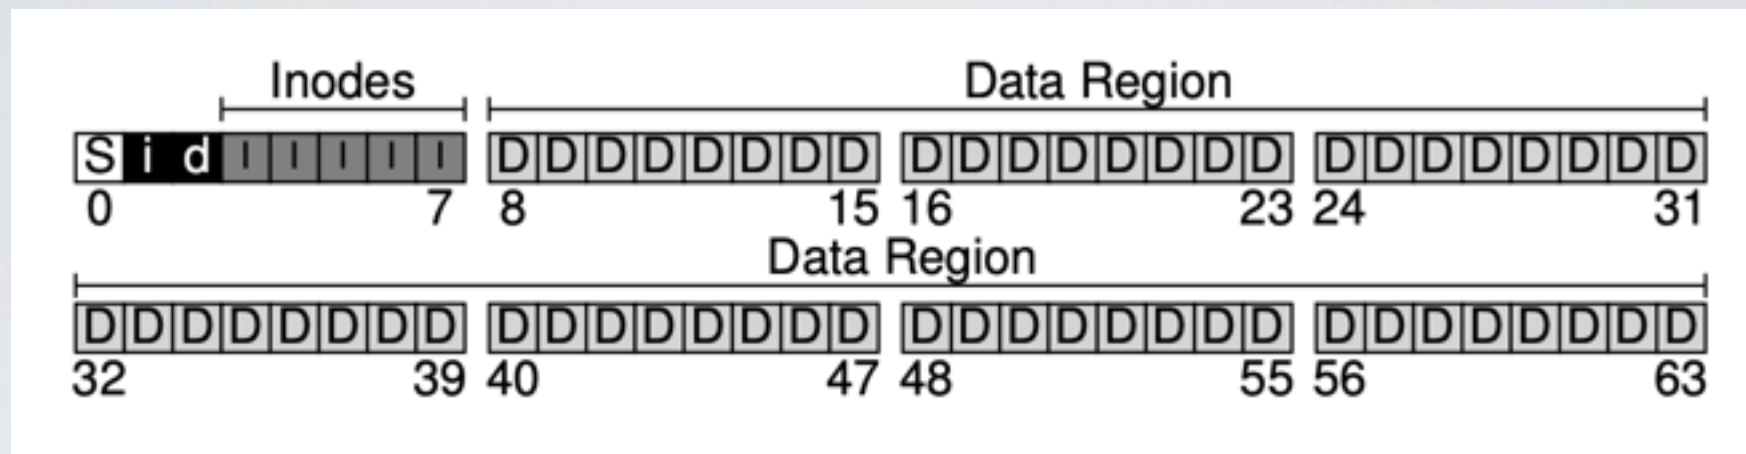 Inodes Data Region
S i d I I I I I D D D D D D D D D D D D D D D D D D D D D D D D
0 7 8 15 16 23 24 31
Data Region
D D D D D D D D D D D D D D D D D D D D D D D D D D D D D D D D
32 39 40 47 48 55 56 63